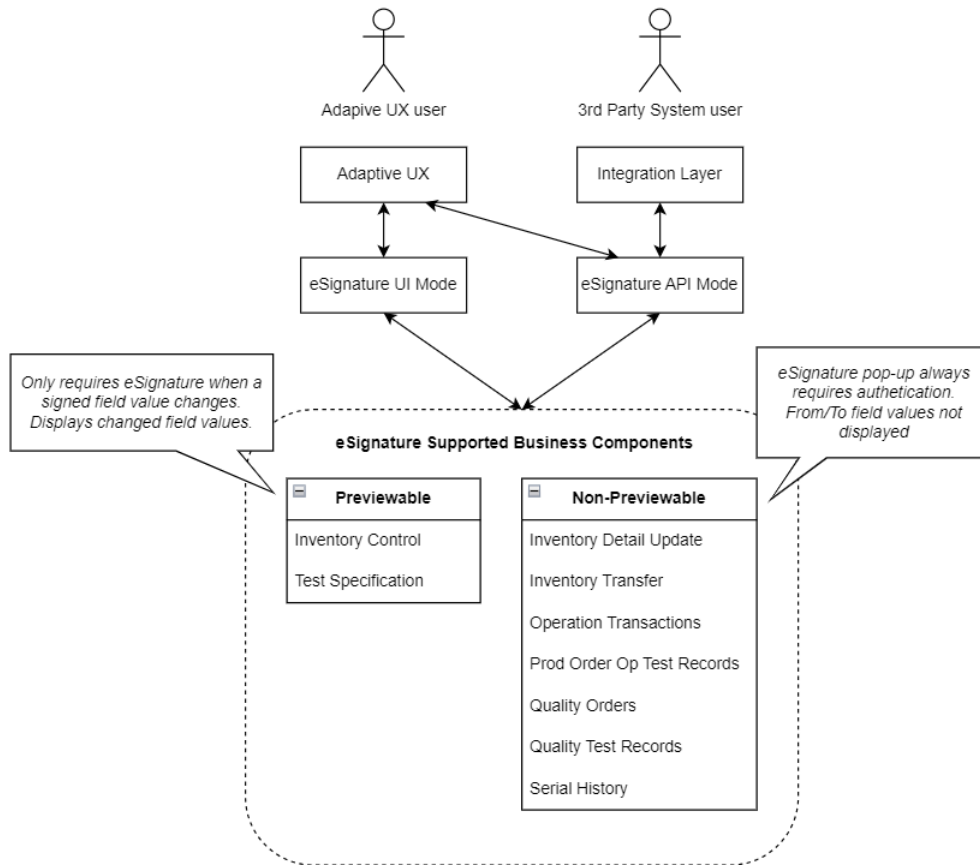 Adapive UX user
3rd Party System user
Adaptive UX
Integration Layer
eSignature UI Mode
eSignature API Mode
Only requires eSignature when a
signed field value changes.
Displays changed field values.
eSignature pop-up always
requires authetication.
From/To field values not
displayed
eSignature Supported Business Components
Previewable
Inventory Control
Test Specification
Non-Previewable
Inventory Detail Update
Inventory Transfer
Operation Transactions
Prod Order Op Test Records
Quality Orders
Quality Test Records
Serial History